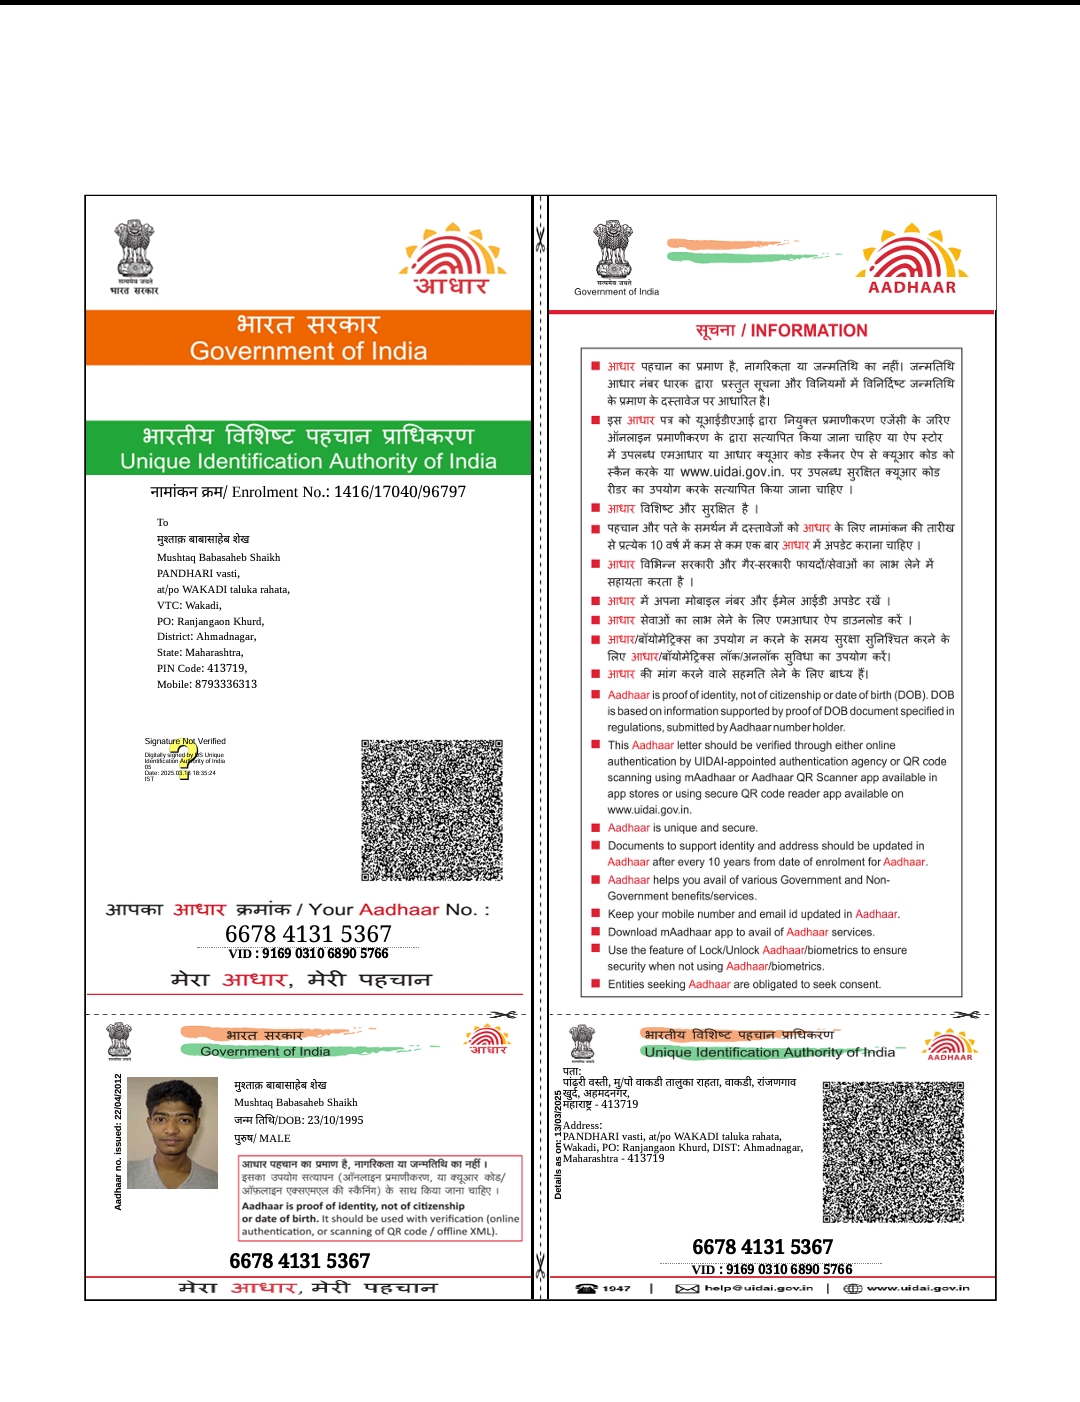 सत्यमेव जयते
भारत सरकार
आधार
भारत सरकार
Government of India
भारतीय विशिष्ट पहचान प्राधिकरण
Unique Identification Authority of India
नामांकन क्रम/ Enrolment No.: 1416/17040/96797
To
मुश्ताक़ बाबासाहेब शेख
Mushtaq Babasaheb Shaikh
PANDHARI vasti,
at/po WAKADI taluka rahata,
VTC: Wakadi,
PO: Ranjangaon Khurd,
District: Ahmadnagar,
State: Maharashtra,
PIN Code: 413719,
Mobile: 8793336313
Signature Not Verified
Digitally signed by DS Unique
Identification Authority of India
05
Date: 2025.03. 18:35:24
IST
आपका आधार क्रमांक / Your Aadhaar No. :
6678 4131 5367
VID : 9169 0310 6890 5766
मेरा आधार, मेरी पहचान
सत्यमेव जयते
Government of India
AADHAAR
सूचना / INFORMATION
आधार पहचान का प्रमाण है, नागरिकता या जन्मतिथि का नहीं। जन्मतिथि
आधार नंबर धारक द्वारा प्रस्तुत सूचना और विनियमों में विनिर्दिष्ट जन्मतिथि
के प्रमाण के दस्तावेज पर आधारित है।
इस आधार पत्र को यूआईडीएआई द्वारा नियुक्त प्रमाणीकरण एजेंसी के जरिए
ऑनलाइन प्रमाणीकरण के द्वारा सत्यापित किया जाना चाहिए या ऐप स्टोर
में उपलब्ध एमआधार या आधार क्यूआर कोड स्कैनर ऐप से क्यूआर कोड को
स्कैन करके या www.uidai.gov.in. पर उपलब्ध सुरक्षित क्यूआर कोड
रीडर का उपयोग करके सत्यापित किया जाना चाहिए ।
आधार विशिष्ट और सुरक्षित है ।
पहचान और पते के समर्थन में दस्तावेजों को आधार के लिए नामांकन की तारीख
से प्रत्येक 10 वर्ष में कम से कम एक बार आधार में अपडेट कराना चाहिए ।
आधार विभिन्न सरकारी और गैर-सरकारी फायदों/सेवाओं का लाभ लेने में
सहायता करता है ।
आधार में अपना मोबाइल नंबर और ईमेल आईडी अपडेट रखें ।
आधार सेवाओं का लाभ लेने के लिए एमआधार ऐप डाउनलोड करें ।
आधार/बॉयोमेट्रिक्स का उपयोग न करने के समय सुरक्षा सुनिश्चित करने के
लिए आधार/बॉयोमेट्रिक्स लॉक/अनलॉक सुविधा का उपयोग करें।
आधार की मांग करने वाले सहमति लेने के लिए बाध्य हैं।
Aadhaar is proof of identity, not of citizenship or date of birth (DOB). DOB
is based on information supported by proof of DOB document specified in
regulations, submitted by Aadhaar number holder.
This Aadhaar letter should be verified through either online
authentication by UIDAI-appointed authentication agency or QR code
scanning using mAadhaar or Aadhaar QR Scanner app available in
app stores or using secure QR code reader app available on
www.uidai.gov.in.
Aadhaar is unique and secure.
Documents to support identity and address should be updated in
Aadhaar after every 10 years from date of enrolment for Aadhaar.
Aadhaar helps you avail of various Government and Non-
Government benefits/services.
Keep your mobile number and email id updated in Aadhaar.
Download mAadhaar app to avail of Aadhaar services.
Use the feature of Lock/Unlock Aadhaar/biometrics to ensure
security when not using Aadhaar/biometrics.
Entities seeking Aadhaar are obligated to seek consent.
भारत सरकार
Government of India
आधार
Aadhaar no. issued: 22/04/2012
मुश्ताक़ बाबासाहेब शेख
Mushtaq Babasaheb Shaikh
जन्म तिथि/DOB: 23/10/1995
पुरुष/ MALE
आधार पहचान का प्रमाण है, नागरिकता या जन्मतिथि का नहीं ।
इसका उपयोग सत्यापन (ऑनलाइन प्रमाणीकरण, या क्यूआर कोड/
ऑफ़लाइन एक्सएमएल की स्कैनिंग) के साथ किया जाना चाहिए ।
Aadhaar is proof of identity, not of citizenship
or date of birth. It should be used with verification (online
authentication, or scanning of QR code / offline XML).
6678 4131 5367
मेरा आधार, मेरी पहचान
भारतीय विशिष्ट पहचान प्राधिकरण
Unique Identification Authority of India
AADHAAR
Details as on: 13/03/2025
पता:
पांढरी वस्ती, मु/पो वाकडी तालुका राहता, वाकडी, रांजणगाव
खुर्द, अहमदनगर,
महाराष्ट्र - 413719
Address:
PANDHARI vasti, at/po WAKADI taluka rahata,
Wakadi, PO: Ranjangaon Khurd, DIST: Ahmadnagar,
Maharashtra - 413719
6678 4131 5367
VID : 9169 0310 6890 5766
1947 | help@uidai.gov.in | www.uidai.gov.in